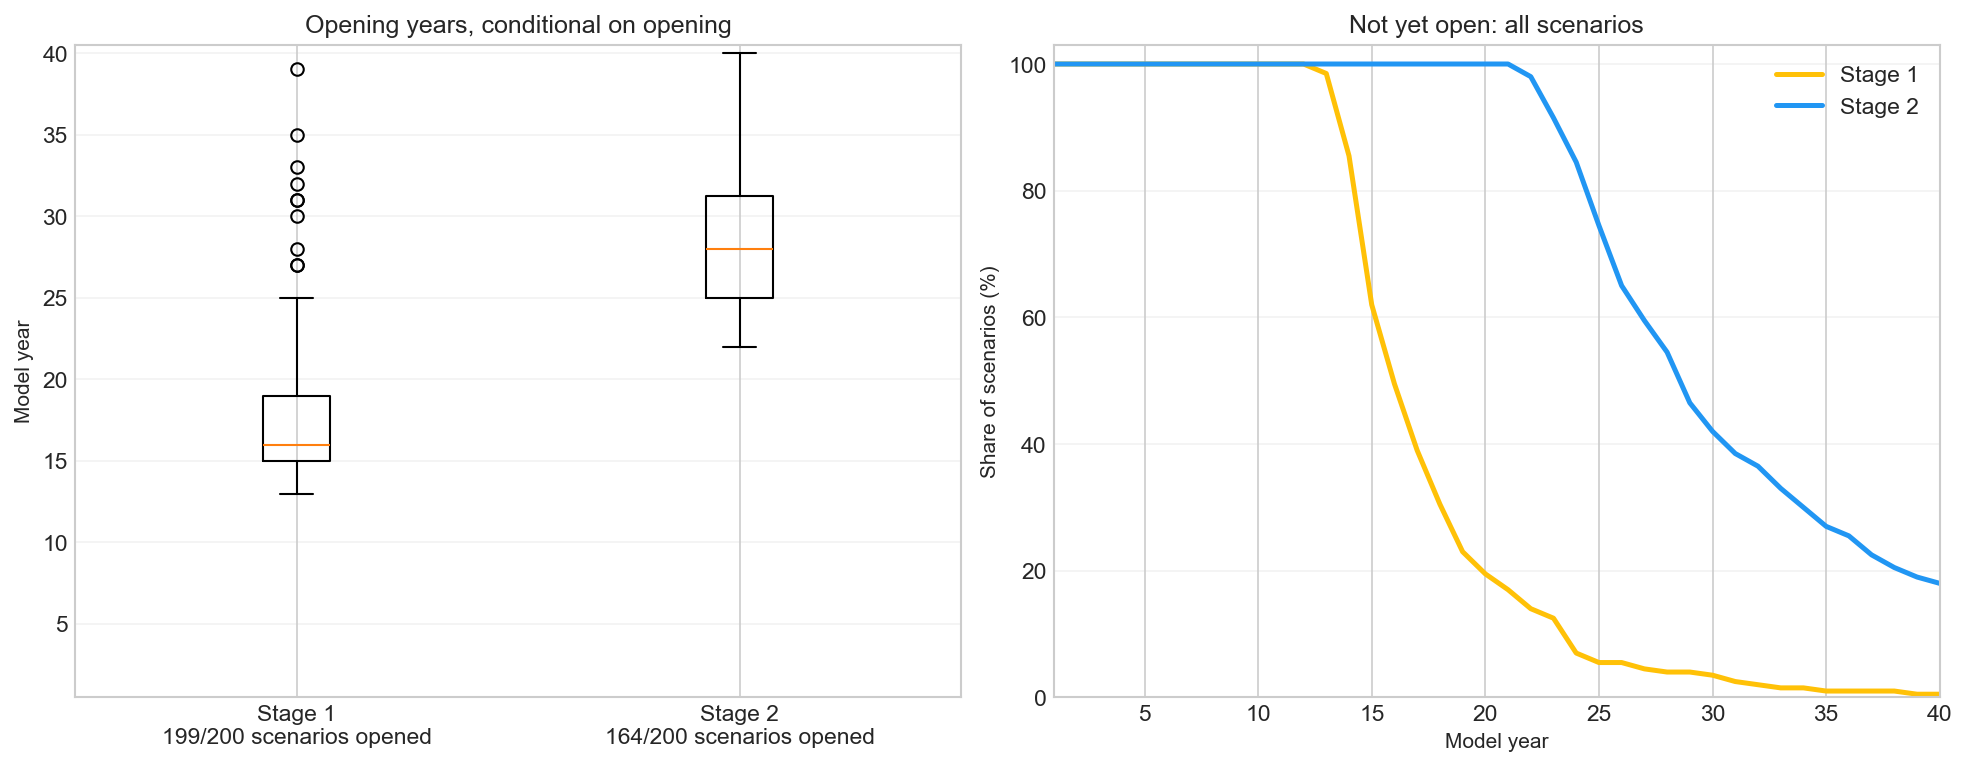 Opening years, conditional on opening
Model year
40
35
30
25
20
15
10
5
Stage 1
199/200 scenarios opened
Stage 2
164/200 scenarios opened
Not yet open: all scenarios
Share of scenarios (%)
100
80
60
40
20
0
Stage 1
Stage 2
5 10 15 20 25 30 35 40
Model year